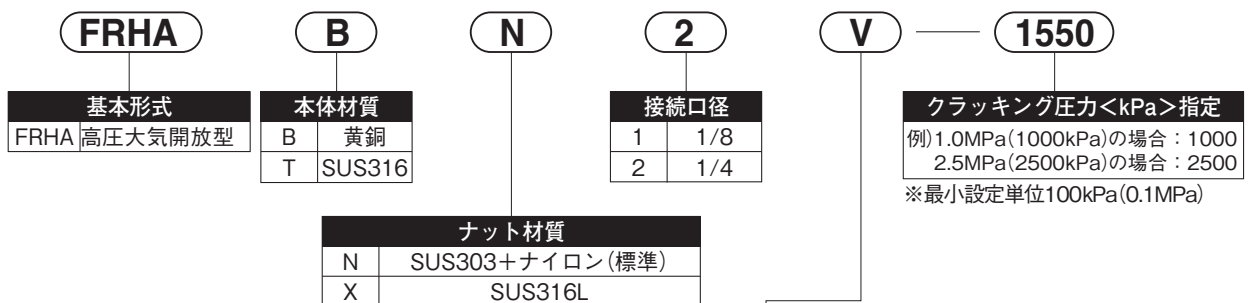 FRHA B N 2 V 1550
基本形式
FRHA 高圧大気開放型
本体材質
B 黄銅
T SUS316
接続口径
1 1/8
2 1/4
クラッキング圧力<kPa>指定
例)1.0MPa(1000kPa)の場合:1000
2.5MPa(2500kPa)の場合:2500
※最小設定単位100kPa(0.1MPa)
ナット材質
N SUS303+ナイロン(標準)
X SUS316L